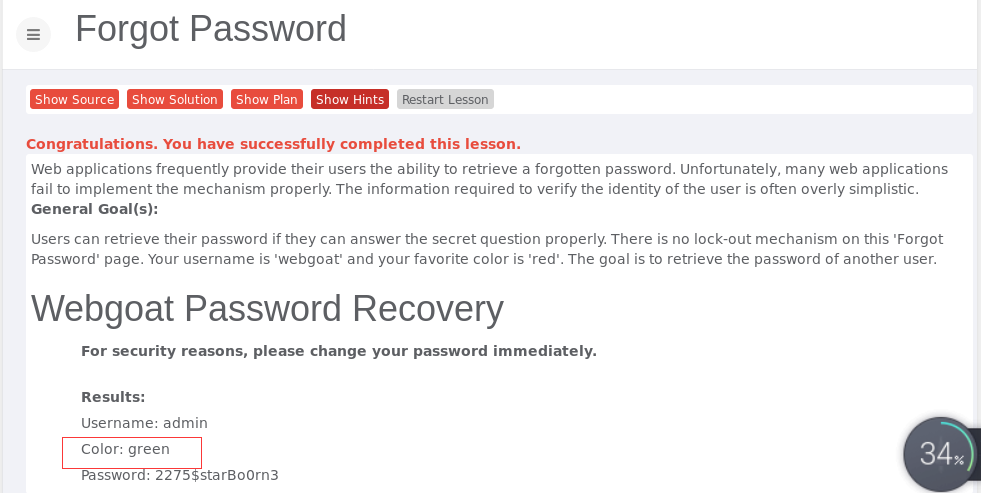 Forgot Password
Show Source Show Solution Show Plan Show Hints Restart Lesson
Congratulations. You have successfully completed this lesson.
Web applications frequently provide their users the ability to retrieve a forgotten password. Unfortunately, many web applications
fail to implement the mechanism properly. The information required to verify the identity of the user is often overly simplistic.
General Goal(s):
Users can retrieve their password if they can answer the secret question properly. There is no lock-out mechanism on this 'Forgot
Password' page. Your username is 'webgoat' and your favorite color is 'red'. The goal is to retrieve the password of another user.
Webgoat Password Recovery
For security reasons, please change your password immediately.
Results:
Username: admin
Color: green
Password: 2275$starBo0rn3
34%